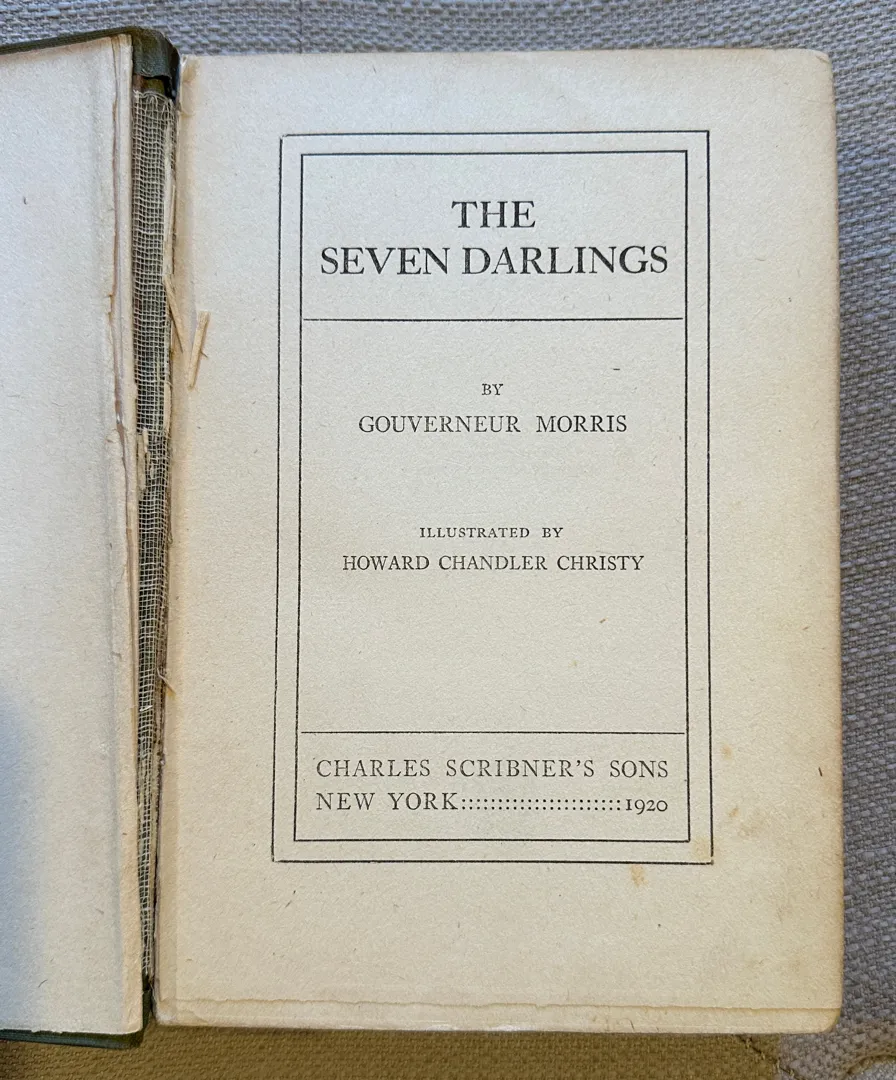 THE
SEVEN DARLINGS
BY
GOUVERNEUR MORRIS
ILLUSTRATED BY
HOWARD CHANDLER CHRISTY
CHARLES SCRIBNER'S SONS
NEW YORK::::::::::::::::::::::1920